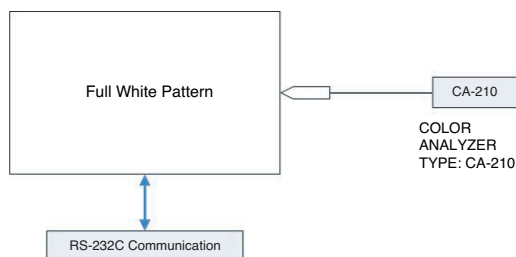 Full White Pattern
CA-210
COLOR
ANALYZER
TYPE: CA-210
RS-232C Communication